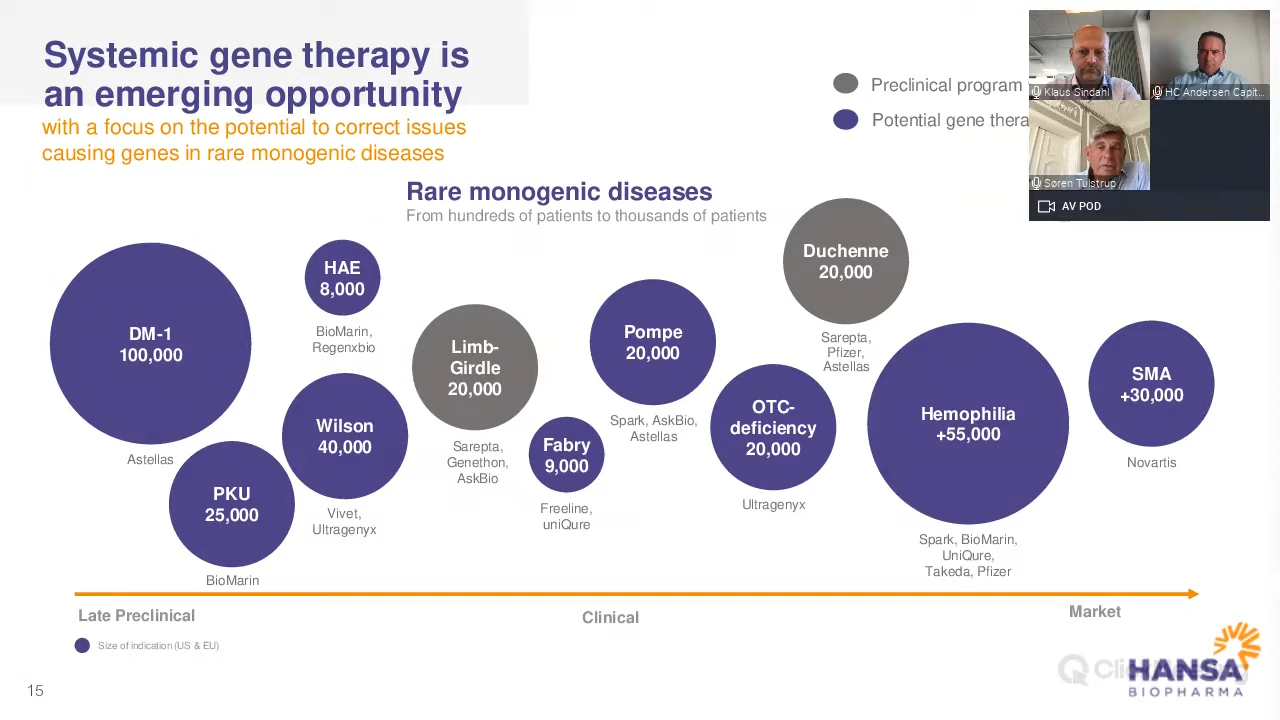 Systemic gene therapy is
an emerging opportunity
with a focus on the potential to correct issues
causing genes in rare monogenic diseases
Preclinical program
Potential gene thera
Klaus Sindahl
HC Andersen Capit...
Søren Tulstrup
AV POD
Rare monogenic diseases
From hundreds of patients to thousands of patients
DM-1
100,000
Astellas
PKU
25,000
BioMarin
HAE
8,000
BioMarin,
Regenxbio
Wilson
40,000
Vivet,
Ultragenyx
Limb-
Girdle
20,000
Sarepta,
Genethon,
AskBio
Fabry
9,000
Freeline,
uniQure
Pompe
20,000
Spark, AskBio,
Astellas
OTC-
deficiency
20,000
Ultragenyx
Duchenne
20,000
Sarepta,
Pfizer,
Astellas
Hemophilia
+55,000
Spark, BioMarin,
UniQure,
Takeda, Pfizer
SMA
+30,000
Novartis
Late Preclinical
Clinical
Market
Size of indication (US & EU)
15
HANSA
BIOPHARMA